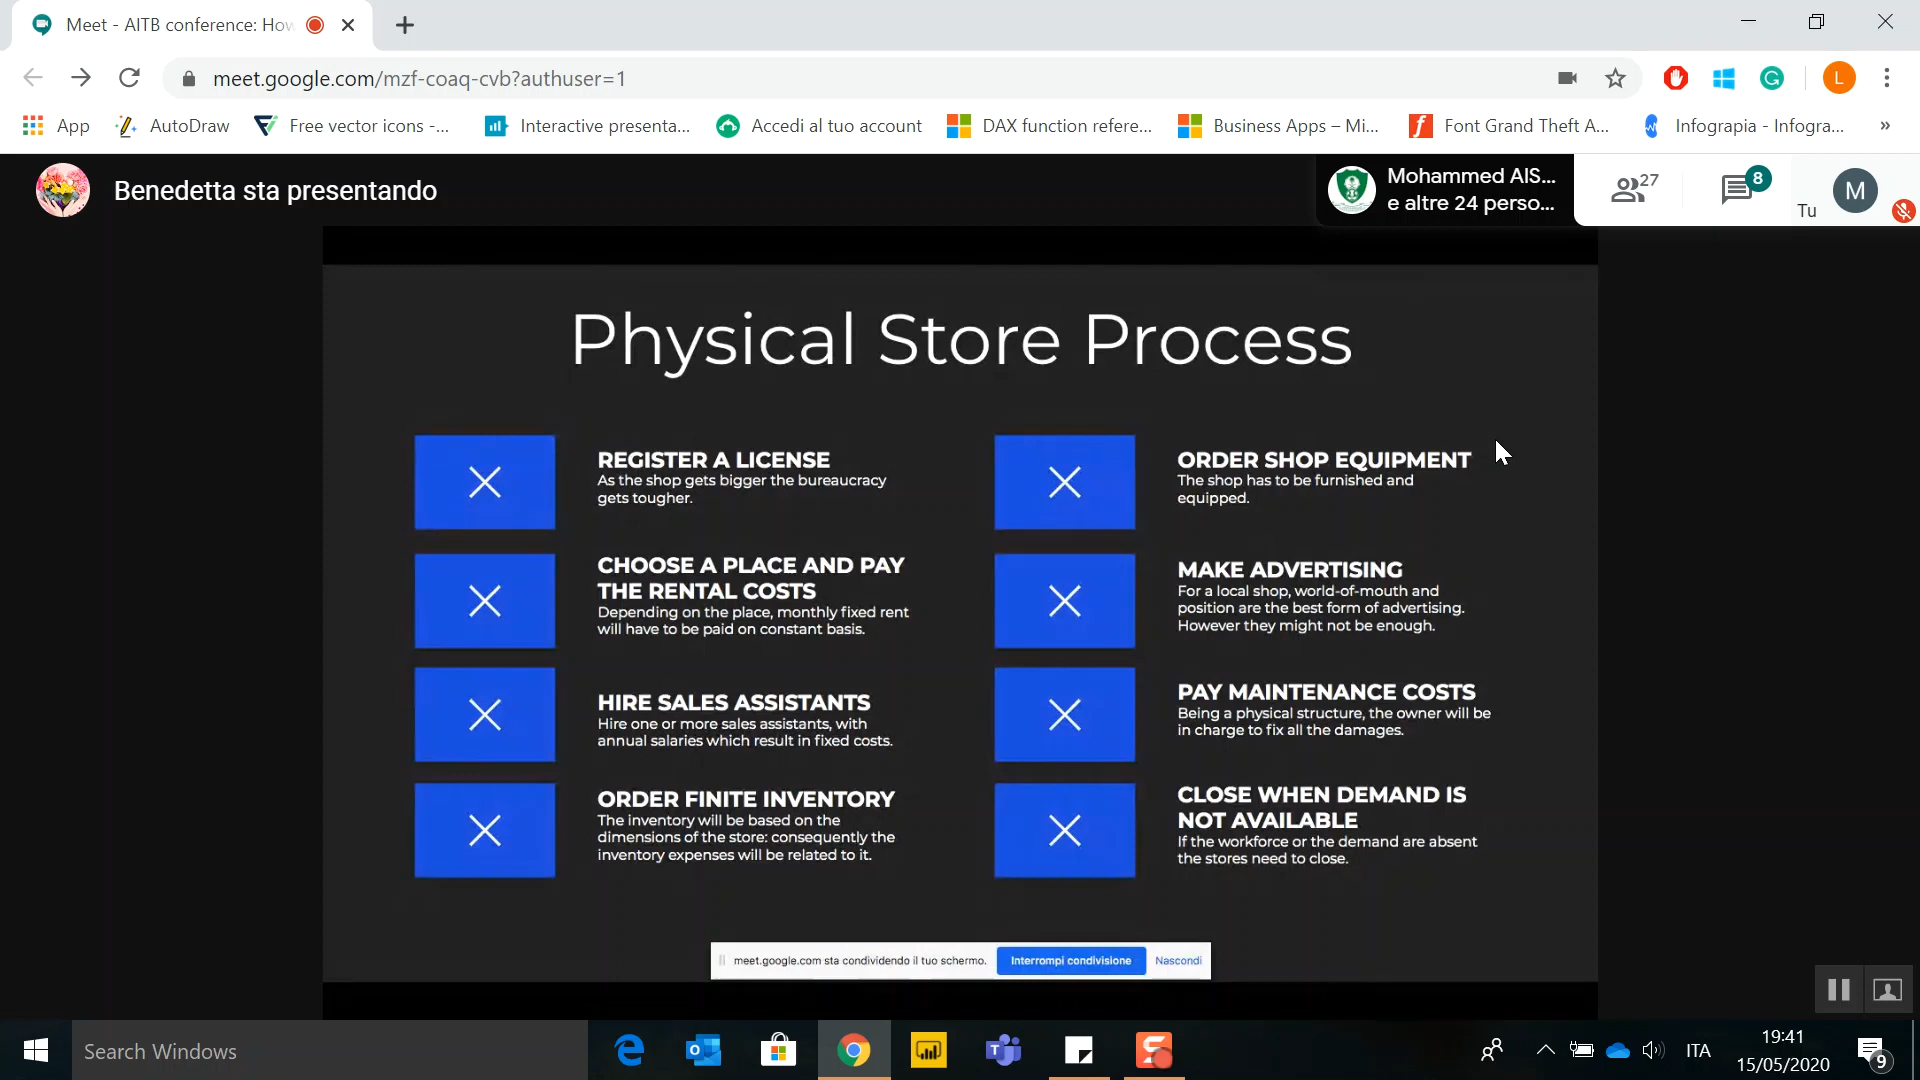 Meet - AITB conference: How
meet.google.com/mzf-coaq-cvb?authuser=1
L
App
AutoDraw
Free vector icons -...
Interactive presenta...
Accedi al tuo account
DAX function refere...
Business Apps – Mi...
Font Grand Theft A...
Infograpia - Infogra...
»
Benedetta sta presentando
Mohammed AlS...
e altre 24 perso...
27
8
Tu
M
Physical Store Process
REGISTER A LICENSE
As the shop gets bigger the bureaucracy
gets tougher.
CHOOSE A PLACE AND PAY
THE RENTAL COSTS
Depending on the place, monthly fixed rent
will have to be paid on constant basis.
HIRE SALES ASSISTANTS
Hire one or more sales assistants, with
annual salaries which result in fixed costs.
ORDER FINITE INVENTORY
The inventory will be based on the
dimensions of the store: consequently the
inventory expenses will be related to it.
ORDER SHOP EQUIPMENT
The shop has to be furnished and
equipped.
MAKE ADVERTISING
For a local shop, world-of-mouth and
position are the best form of advertising.
However they might not be enough.
PAY MAINTENANCE COSTS
Being a physical structure, the owner will be
in charge to fix all the damages.
CLOSE WHEN DEMAND IS
NOT AVAILABLE
If the workforce or the demand are absent
the stores need to close.
meet.google.com sta condividendo il tuo schermo.
Interrompi condivisione
Nascondi
Search Windows
ITA
19:41
15/05/2020
9